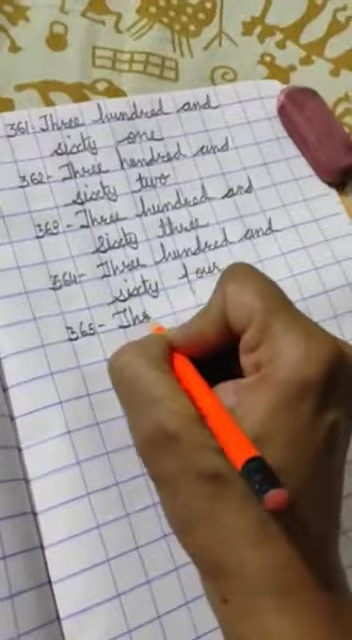 361- Three hundred and
sixty one
362- Three hundred and
sixty two
363- Three hundred and
sixty three
364- Three hundred and
sixty four
365- Thr